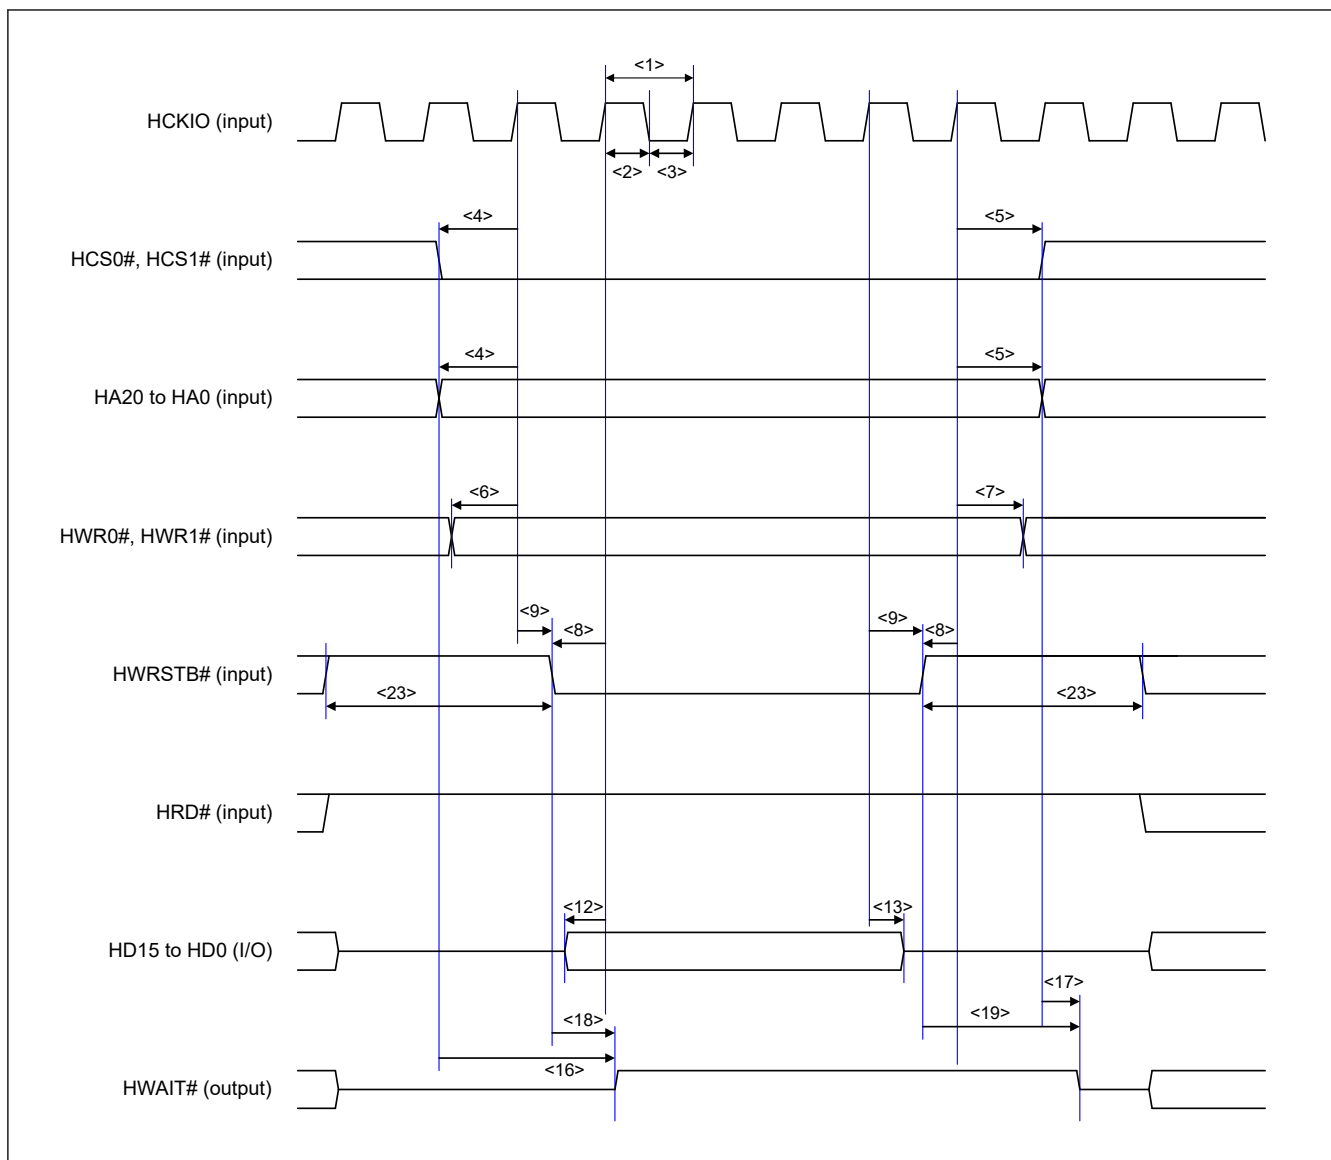 <1>
HCKIO (input)
<2> <3>
<4> <5>
HCS0#, HCS1# (input)
<4> <5>
HA20 to HA0 (input)
<6> <7>
HWR0#, HWR1# (input)
<9> <8> <9> <8>
HWRSTB# (input)
<23> <23>
HRD# (input)
<12> <13>
HD15 to HD0 (I/O)
<17>
<18> <19>
<16>
HWAIT# (output)